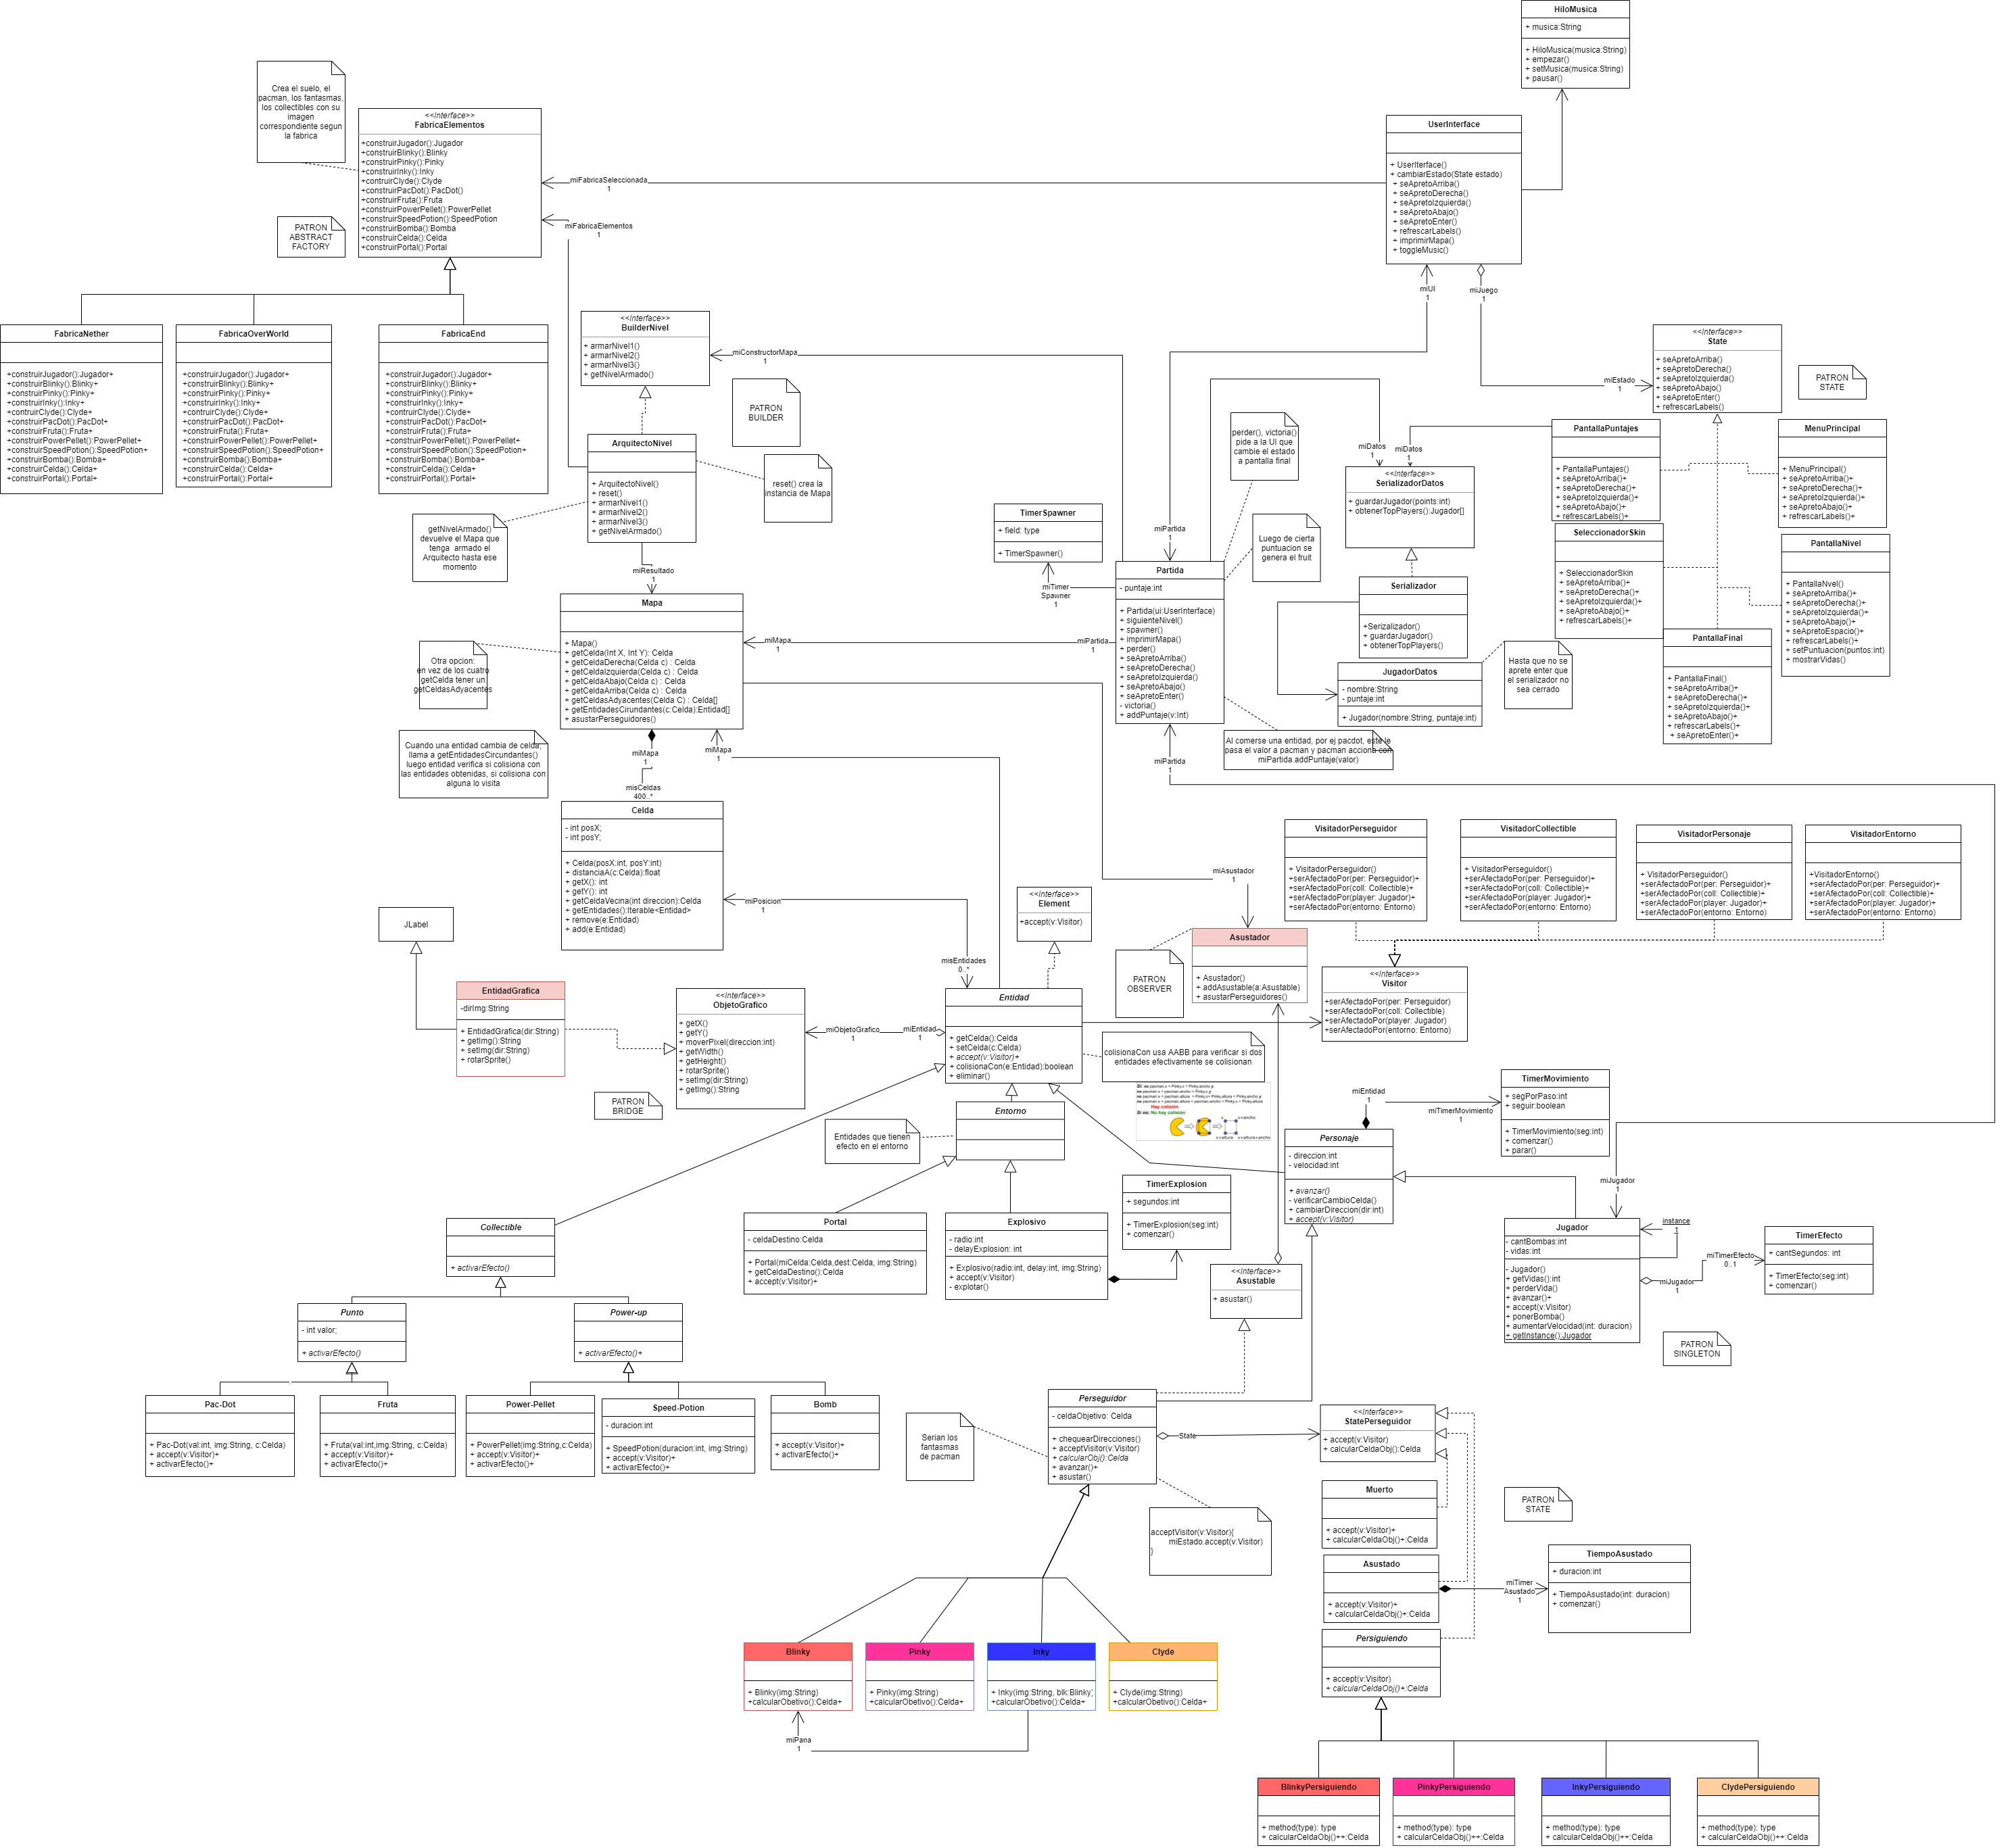 HiloMusica
+ musica:String
+ HiloMusica(musica:String)
+ empezar()
+ setMusica(musica:String)
+ pausar()
Crea el suelo, el
pacman, los fantasmas,
los collectibles con su
imagen
correspondiente segun
la fabrica
<<Interface>>
FabricaElementos
+construirJugador():Jugador
+construirBlinky():Blinky
+construirPinky():Pinky
+construirInky():Inky
+contruirClyde():Clyde
+construirPacDot():PacDot()
+construirFruta():Fruta
+construirPowerPellet():PowerPellet
+construirSpeedPotion():SpeedPotion
+construirBomba():Bomba
+construirCelda():Celda
+construirPortal():Portal
PATRON
ABSTRACT
FACTORY
miFabricaSeleccionada
1
miFabricaElementos
1
UserInterface
+ UserIterface()
+ cambiarEstado(State estado)
+ seApretoArriba()
+ seApretoDerecha()
+ seApretoIzquierda()
+ seApretoAbajo()
+ seApretoEnter()
+ refrescarLabels()
+ imprimirMapa()
+ toggleMusic()
miUI
1
miJuego
1
FabricaNether
+construirJugador():Jugador+
+construirBlinky():Blinky+
+construirPinky():Pinky+
+construirInky():Inky+
+contruirClyde():Clyde+
+construirPacDot():PacDot+
+construirFruta():Fruta+
+construirPowerPellet():PowerPellet+
+construirSpeedPotion():SpeedPotion+
+construirBomba():Bomba+
+construirCelda():Celda+
+construirPortal():Portal+
FabricaOverWorld
+construirJugador():Jugador+
+construirBlinky():Blinky+
+construirPinky():Pinky+
+construirInky():Inky+
+contruirClyde():Clyde+
+construirPacDot():PacDot+
+construirFruta():Fruta+
+construirPowerPellet():PowerPellet+
+construirSpeedPotion():SpeedPotion+
+construirBomba():Bomba+
+construirCelda():Celda+
+construirPortal():Portal+
FabricaEnd
+construirJugador():Jugador+
+construirBlinky():Blinky+
+construirPinky():Pinky+
+construirInky():Inky+
+contruirClyde():Clyde+
+construirPacDot():PacDot+
+construirFruta():Fruta+
+construirPowerPellet():PowerPellet+
+construirSpeedPotion():SpeedPotion+
+construirBomba():Bomba+
+construirCelda():Celda+
+construirPortal():Portal+
<<Interface>>
BuilderNivel
+ armarNivel1()
+ armarNivel2()
+ armarNivel3()
+ getNivelArmado()
miConstructorMapa
1
PATRON
BUILDER
ArquitectoNivel
+ ArquitectoNivel()
+ reset()
+ armarNivel1()
+ armarNivel2()
+ armarNivel3()
+ getNivelArmado()
reset() crea la
instancia de Mapa
getNivelArmado()
devuelve el Mapa que
tenga armado el
Arquitecto hasta ese
momento
miResultado
1
<<Interface>>
State
+ seApretoArriba()
+ seApretoDerecha()
+ seApretoIzquierda()
+ seApretoAbajo()
+ seApretoEnter()
+ refrescarLabels()
miEstado
1
PATRON
STATE
PantallaPuntajes
+ PantallaPuntajes()
+ seApretoArriba()+
+ seApretoDerecha()+
+ seApretoIzquierda()+
+ seApretoAbajo()+
+ refrescarLabels()+
MenuPrincipal
+ MenuPrincipal()
+ seApretoArriba()+
+ seApretoDerecha()+
+ seApretoIzquierda()+
+ seApretoAbajo()+
+ refrescarLabels()+
SeleccionadorSkin
+ SeleccionadorSkin
+ seApretoArriba()+
+ seApretoDerecha()+
+ seApretoIzquierda()+
+ seApretoAbajo()+
+ refrescarLabels()+
PantallaNivel
+ PantallaNvel()
+ seApretoArriba()+
+ seApretoDerecha()+
+ seApretoIzquierda()+
+ seApretoAbajo()+
+ seApretoEspacio()+
+ refrescarLabels()+
+ setPuntuacion(puntos:int)
+ mostrarVidas()
PantallaFinal
+ PantallaFinal()
+ seApretoArriba()+
+ seApretoDerecha()+
+ seApretoIzquierda()+
+ seApretoAbajo()+
+ refrescarLabels()+
+ seApretoEnter()+
perder(), victoria()
pide a la UI que
cambie el estado
a pantalla final
miDatos
1
miDatos
1
<<Interface>>
SerializadorDatos
+ guardarJugador(points:int)
+ obtenerTopPlayers():Jugador[]
Serializador
+Serizalizador()
+ guardarJugador()
+ obtenerTopPlayers()
JugadorDatos
- nombre:String
- puntaje:int
+ Jugador(nombre:String, puntaje:int)
Hasta que no se
aprete enter que
el serializador no
sea cerrado
Luego de cierta
puntuacion se
genera el fruit
TimerSpawner
+ field: type
+ TimerSpawner()
miTimer
Spawner
1
miPartida
1
Partida
- puntaje:int
+ Partida(ui:UserInterface)
+ siguienteNivel()
+ spawner()
+ imprimirMapa()
+ perder()
+ seApretoArriba()
+ seApretoDerecha()
+ seApretoIzquierda()
+ seApretoAbajo()
+ seApretoEnter()
- victoria()
+ addPuntaje(v:Int)
Al comerse una entidad, por ej pacdot, este le
pasa el valor a pacman y pacman acciona con
miPartida.addPuntaje(valor)
miMapa
1
miPartida
1
Mapa
+ Mapa()
+ getCelda(Int X, Int Y): Celda
+ getCeldaDerecha(Celda c) : Celda
+ getCeldaIzquierda(Celda c) : Celda
+ getCeldaAbajo(Celda c) : Celda
+ getCeldaArriba(Celda c) : Celda
+ getCeldasAdyacentes(Celda C) : Celda[]
+ getEntidadesCirundantes(c:Celda):Entidad[]
+ asustarPerseguidores()
Otra opcion:
en vez de los cuatro
getCelda tener un
getCeldasAdyacentes
Cuando una entidad cambia de celda,
llama a getEntidadesCircundantes()
luego entidad verifica si colisiona con
las entidades obtenidas, si colisiona con
alguna lo visita
miMapa
1
misCeldas
400..*
miMapa
1
miPartida
1
Celda
- int posX;
- int posY;
+ Celda(posX:int, posY:int)
+ distanciaA(c:Celda):float
+ getX(): int
+ getY(): int
+ getCeldaVecina(int direccion):Celda
+ getEntidades():Iterable<Entidad>
+ remove(e:Entidad)
+ add(e:Entidad)
miPosicion
1
misEntidades
0..*
<<Interface>>
Element
+accept(v:Visitor)
miAsustador
1
Asustador
+ Asustador()
+ addAsustable(a:Asustable)
+ asustarPerseguidores()
PATRON
OBSERVER
VisitadorPerseguidor
+ VisitadorPerseguidor()
+serAfectadoPor(per: Perseguidor)+
+serAfectadoPor(coll: Collectible)+
+serAfectadoPor(player: Jugador)+
+serAfectadoPor(entorno: Entorno)
VisitadorCollectible
+ VisitadorPerseguidor()
+serAfectadoPor(per: Perseguidor)+
+serAfectadoPor(coll: Collectible)+
+serAfectadoPor(player: Jugador)+
+serAfectadoPor(entorno: Entorno)
VisitadorPersonaje
+ VisitadorPerseguidor()
+serAfectadoPor(per: Perseguidor)+
+serAfectadoPor(coll: Collectible)+
+serAfectadoPor(player: Jugador)+
+serAfectadoPor(entorno: Entorno)
VisitadorEntorno
+VisitadorEntorno()
+serAfectadoPor(per: Perseguidor)+
+serAfectadoPor(coll: Collectible)+
+serAfectadoPor(player: Jugador)+
+serAfectadoPor(entorno: Entorno)
<<Interface>>
Visitor
+serAfectadoPor(per: Perseguidor)
+serAfectadoPor(coll: Collectible)
+serAfectadoPor(player: Jugador)
+serAfectadoPor(entorno: Entorno)
JLabel
EntidadGrafica
-dirImg:String
+ EntidadGrafica(dir:String)
+ getImg():String
+ setImg(dir:String)
+ rotarSprite()
<<Interface>>
ObjetoGrafico
+ getX()
+ getY()
+ moverPixel(direccion:int)
+ getWidth()
+ getHeight()
+ rotarSprite()
+ setImg(dir:String)
+ getImg():String
PATRON
BRIDGE
miObjetoGrafico
1
miEntidad
1
Entidad
+ getCelda():Celda
+ setCelda(c:Celda)
+ accept(v:Visitor)+
+ colisionaCon(e:Entidad):boolean
+ eliminar()
colisionaCon usa AABB para verificar si dos
entidades efectivamente se colisionan
Hay colisión
Si no: No hay colisión
Entorno
Entidades que tienen
efecto en el entorno
Portal
- celdaDestino:Celda
+ Portal(miCelda:Celda,dest:Celda, img:String)
+ getCeldaDestino():Celda
+ accept(v:Visitor)+
Explosivo
- radio:int
- delayExplosion: int
+ Explosivo(radio:int, delay:int, img:String)
+ accept(v:Visitor)
- explotar()
TimerExplosion
+ segundos:int
+ TimerExplosion(seg:int)
+ comenzar()
miEntidad
1
miTimerMovimiento
1
TimerMovimiento
+ segPorPaso:int
+ seguir:boolean
+ TimerMovimiento(seg:int)
+ comenzar()
+ parar()
Personaje
- direccion:int
- velocidad:int
+ avanzar()
- verificarCambioCelda()
+ cambiarDireccion(dir:int)
+ accept(v:Visitor)
miJugador
1
Jugador
- cantBombas:int
- vidas:int
- Jugador()
+ getVidas():int
+ perderVida()
+ avanzar()+
+ accept(v:Visitor)
+ ponerBomba()
+ aumentarVelocidad(int: duracion)
+ getInstance():Jugador
instance
1
miTimerEfecto
0..1
miJugador
1
TimerEfecto
+ cantSegundos: int
+ TimerEfecto(seg:int)
+ comenzar()
PATRON
SINGLETON
<<Interface>>
Asustable
+ asustar()
Collectible
+ activarEfecto()
Punto
- int valor;
+ activarEfecto()
Power-up
+ activarEfecto()+
Pac-Dot
+ Pac-Dot(val:int, img:String, c:Celda)
+ accept(v:Visitor)+
+ activarEfecto()+
Fruta
+ Fruta(val:int,img:String, c:Celda)
+ accept(v:Visitor)+
+ activarEfecto()+
Power-Pellet
+ PowerPellet(img:String,c:Celda)
+ accept(v:Visitor)+
+ activarEfecto()+
Speed-Potion
- duracion:int
+ SpeedPotion(duracion:int, img:String)
+ accept(v:Visitor)+
+ activarEfecto()+
Bomb
+ accept(v:Visitor)+
+ activarEfecto()+
Serian los
fantasmas
de pacman
Perseguidor
- celdaObjetivo: Celda
+ chequearDirecciones()
+ acceptVisitor(v:Visitor)
+ calcularObj():Celda
+ avanzar()+
+ asustar()
State
<<Interface>>
StatePerseguidor
+ accept(v:Visitor)
+ calcularCeldaObj():Celda
acceptVisitor(v:Visitor){
miEstado.accept(v:Visitor)
}
Muerto
+ accept(v:Visitor)+
+ calcularCeldaObj()+:Celda
PATRON
STATE
Asustado
+ accept(v:Visitor)+
+ calcularCeldaObj()+:Celda
miTimer
Asustado
1
TiempoAsustado
+ duracion:int
+ TiempoAsustado(int: duracion)
+ comenzar()
Persiguiendo
+ accept(v:Visitor)
+ calcularCeldaObj()+:Celda
Blinky
+ Blinky(img:String)
+calcularObetivo():Celda+
Pinky
+ Pinky(img:String)
+calcularObetivo():Celda+
Inky
+ Inky(img:String, blk:Blinky)
+calcularObetivo():Celda+
Clyde
+ Clyde(img:String)
+calcularObetivo():Celda+
miPana
1
BlinkyPersiguiendo
+ method(type): type
+ calcularCeldaObj()++:Celda
PinkyPersiguiendo
+ method(type): type
+ calcularCeldaObj()++:Celda
InkyPersiguiendo
+ method(type): type
+ calcularCeldaObj()++:Celda
ClydePersiguiendo
+ method(type): type
+ calcularCeldaObj()++:Celda